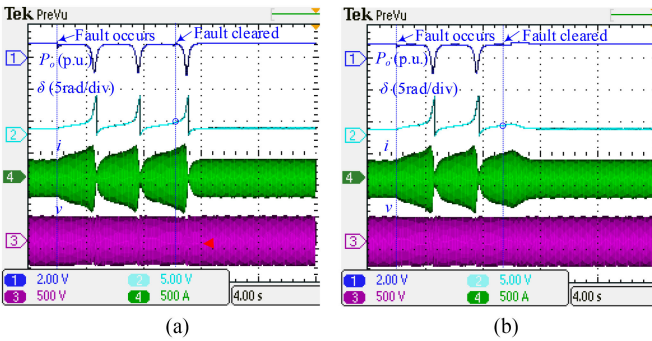 Tek PreVu
Fault occurs
Fault cleared
1
Po (p.u.)
δ (5rad/div)
2
i
4
v
3
1 2.00 V
2 5.00 V
3 500 V
4 500 A
4.00 s
(a)
Tek PreVu
Fault occurs
Fault cleared
1
Po (p.u.)
δ (5rad/div)
2
i
4
v
3
1 2.00 V
2 5.00 V
3 500 V
4 500 A
4.00 s
(b)